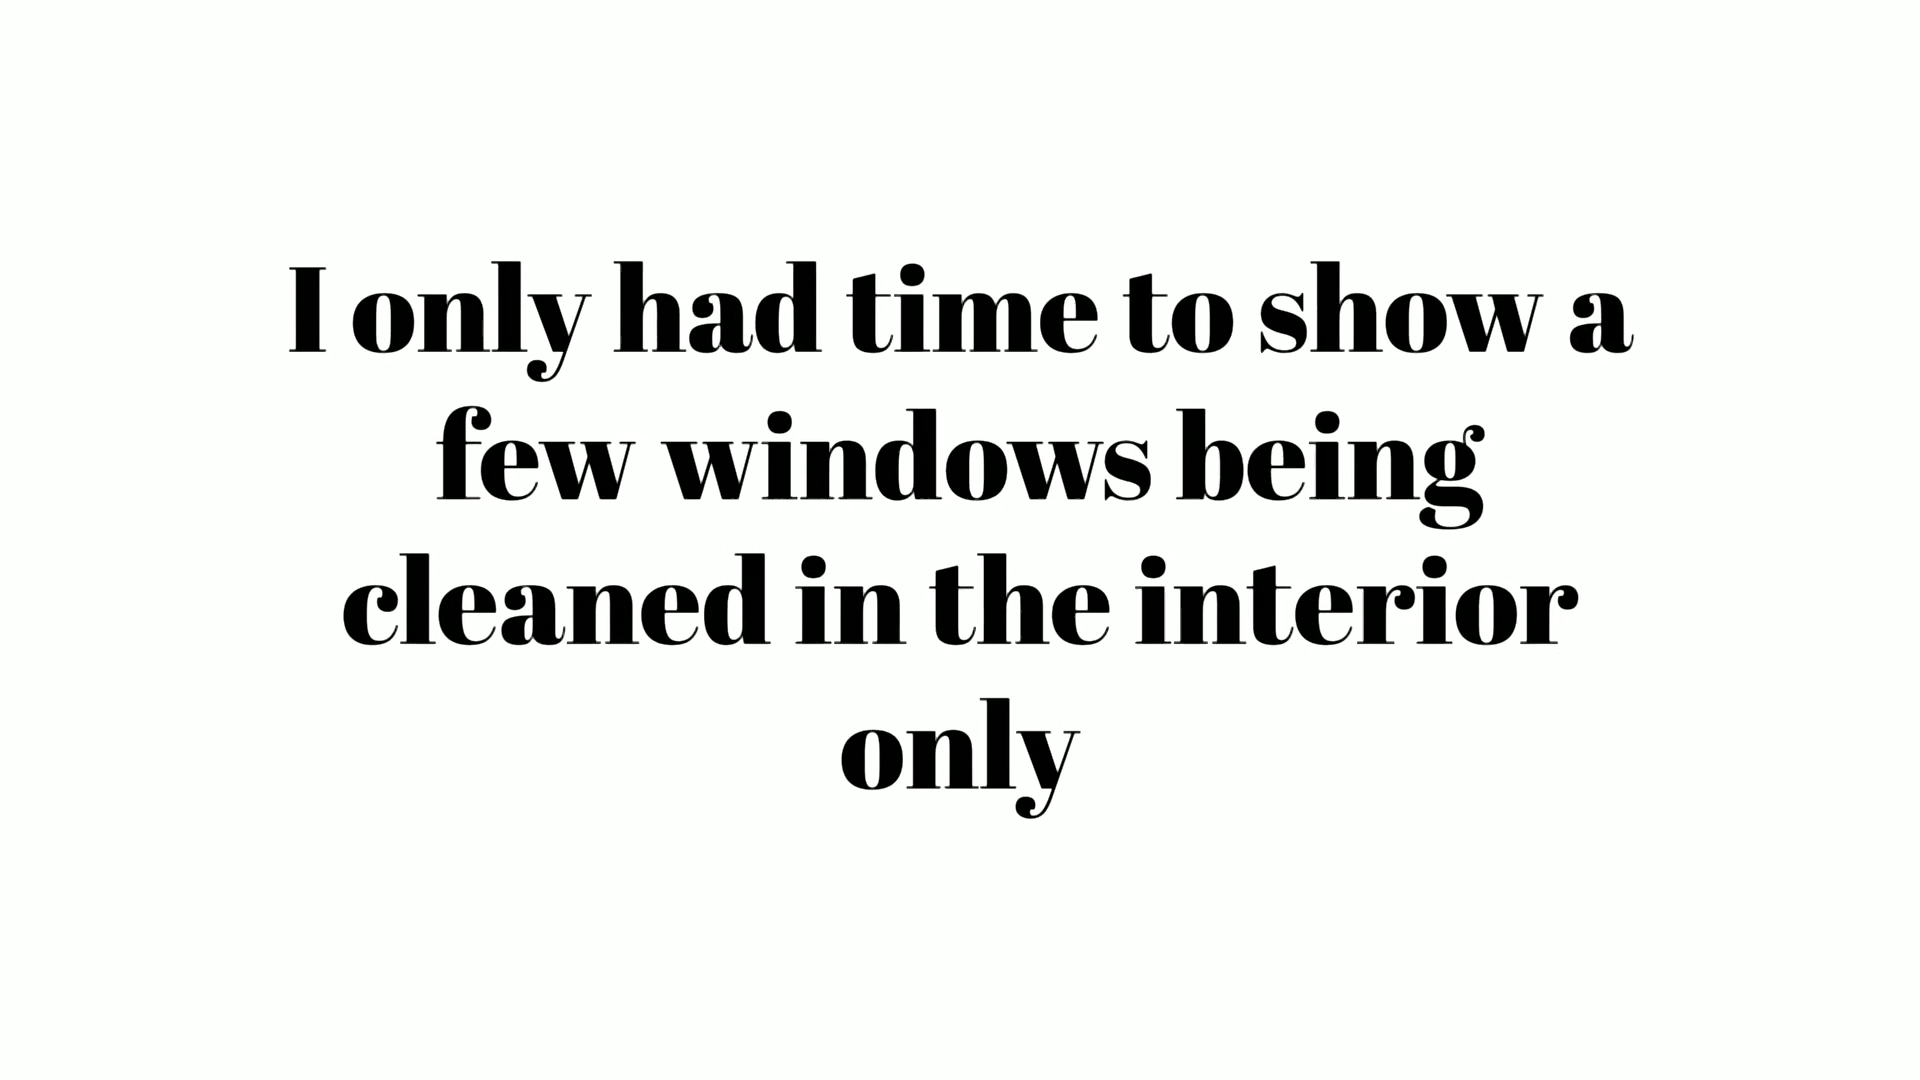 I only had time to show a
few windows being
cleaned in the interior
only